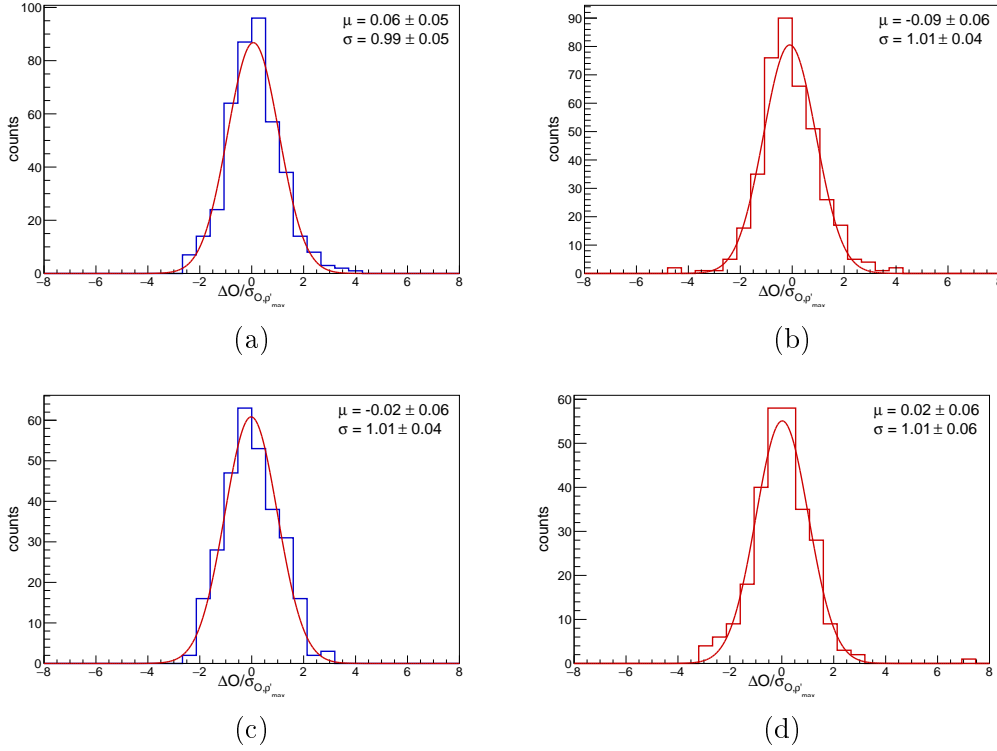 μ = 0.06 ± 0.05
σ = 0.99 ± 0.05
counts
0 20 40 60 80 100
−8 −6 −4 −2 0 2 4 6 8
ΔO/σ_{O,ρ'_{max}}
(a)
μ = -0.09 ± 0.06
σ = 1.01 ± 0.04
counts
0 10 20 30 40 50 60 70 80 90
−8 −6 −4 −2 0 2 4 6 8
ΔO/σ_{O,ρ'_{max}}
(b)
μ = -0.02 ± 0.06
σ = 1.01 ± 0.04
counts
0 10 20 30 40 50 60
−8 −6 −4 −2 0 2 4 6 8
ΔO/σ_{O,ρ'_{max}}
(c)
μ = 0.02 ± 0.06
σ = 1.01 ± 0.06
counts
0 10 20 30 40 50 60
−8 −6 −4 −2 0 2 4 6 8
ΔO/σ_{O,ρ'_{max}}
(d)